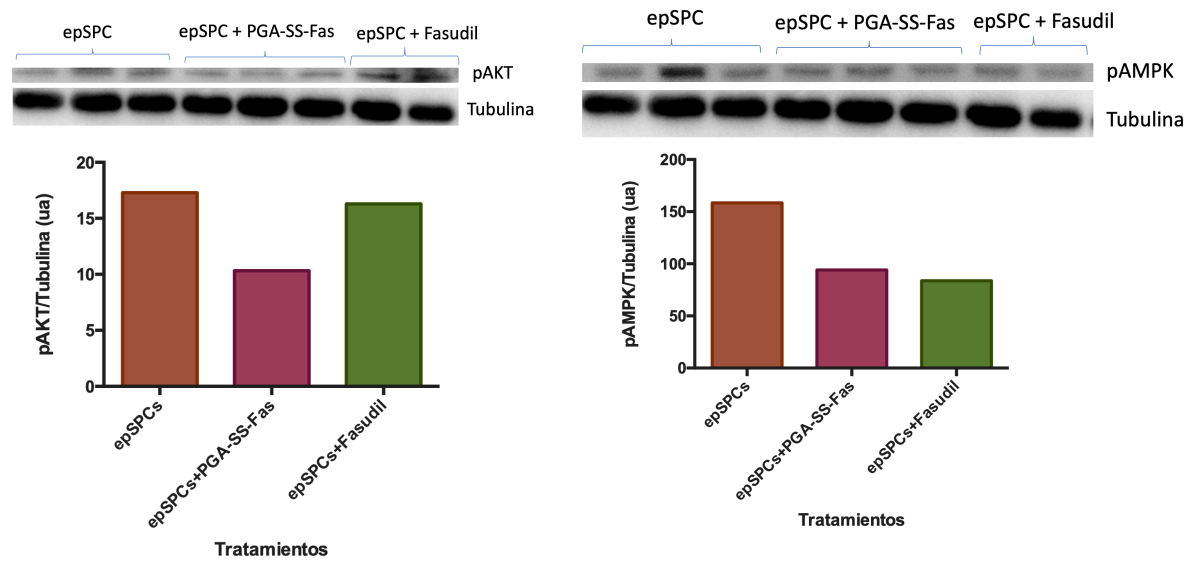 epSPC
epSPC + PGA-SS-Fas
epSPC + Fasudil
pAKT
Tubulina
20
15
10
5
0
pAKT/Tubulina (ua)
epSPCs
epSPCs+PGA-SS-Fas
epSPCs+Fasudil
Tratamientos
epSPC
epSPC + PGA-SS-Fas
epSPC + Fasudil
pAMPK
Tubulina
200
150
100
50
0
pAMPK/Tubulina (ua)
epSPCs
epSPCs+PGA-SS-Fas
epSPCs+Fasudil
Tratamientos